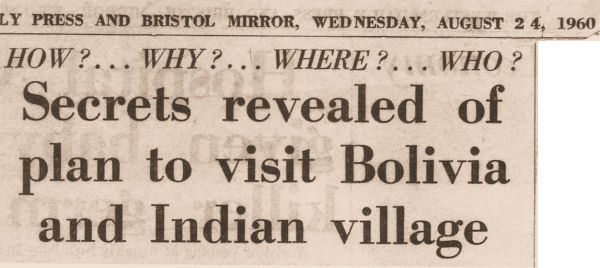 LY PRESS AND BRISTOL MIRROR, WEDNESDAY, AUGUST 24, 1960
HOW?... WHY?... WHERE?... WHO?
Secrets revealed of
plan to visit Bolivia
and Indian village